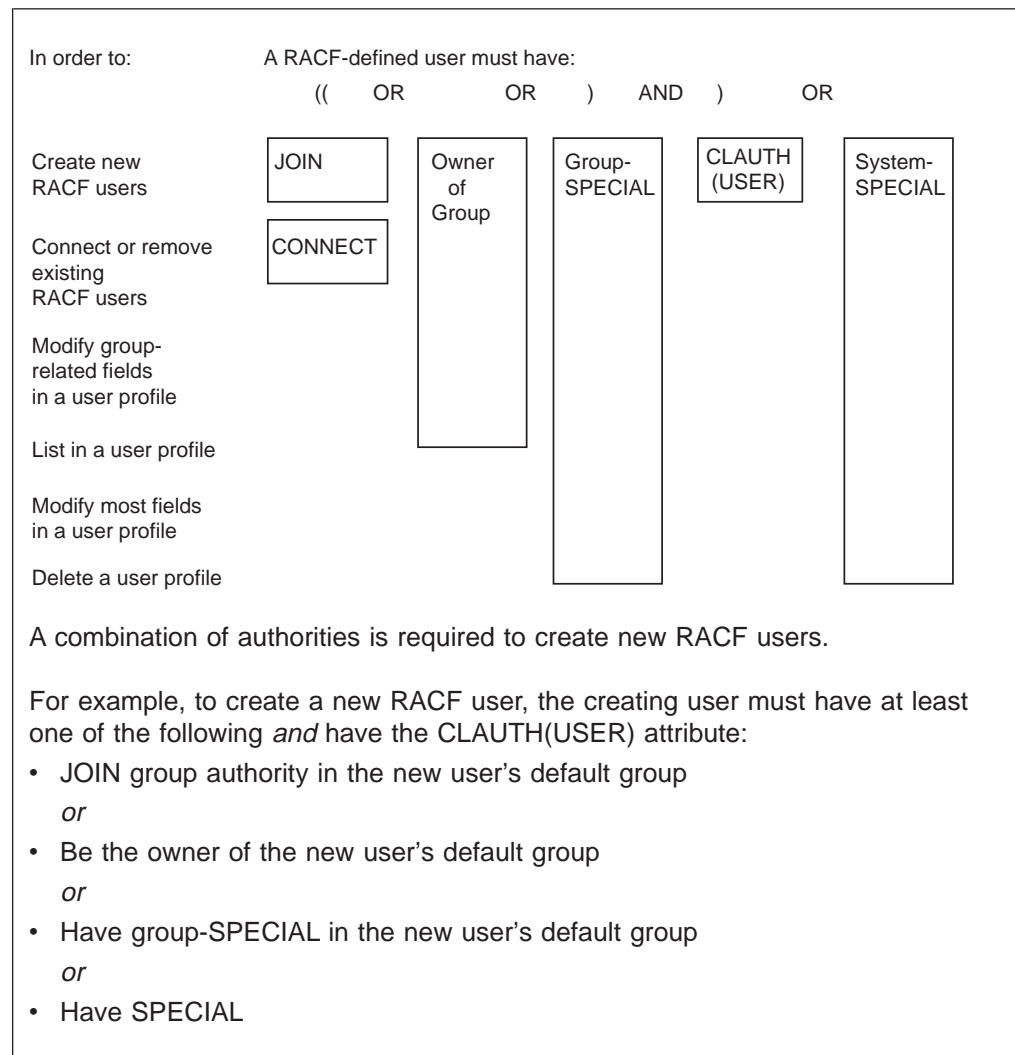 In order to: A RACF-defined user must have:
(( OR OR ) AND ) OR
Create new
RACF users
JOIN
Owner
of
Group
Group-
SPECIAL
CLAUTH
(USER)
System-
SPECIAL
Connect or remove
existing
RACF users
CONNECT
Modify group-
related fields
in a user profile
List in a user profile
Modify most fields
in a user profile
Delete a user profile
A combination of authorities is required to create new RACF users.
For example, to create a new RACF user, the creating user must have at least
one of the following and have the CLAUTH(USER) attribute:
• JOIN group authority in the new user's default group
or
• Be the owner of the new user's default group
or
• Have group-SPECIAL in the new user's default group
or
• Have SPECIAL